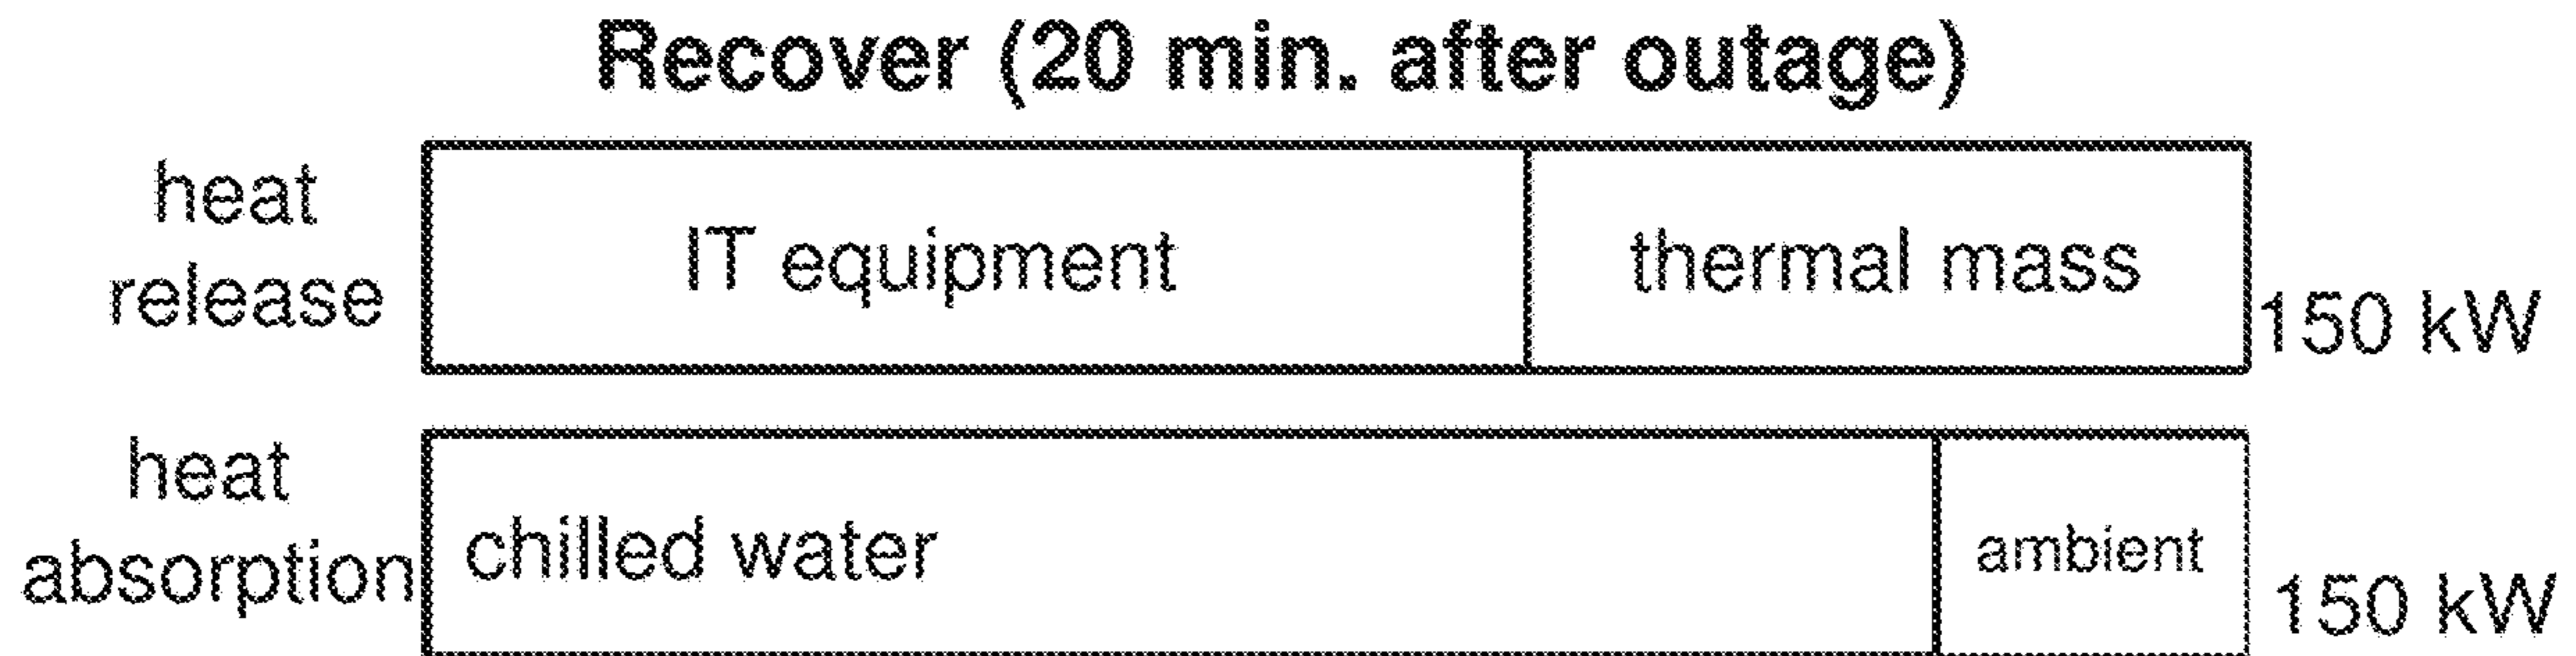 Recover (20 min. after outage)
heat
release
IT equipment
thermal mass
150 kW
heat
absorption
chilled water
ambient
150 kW